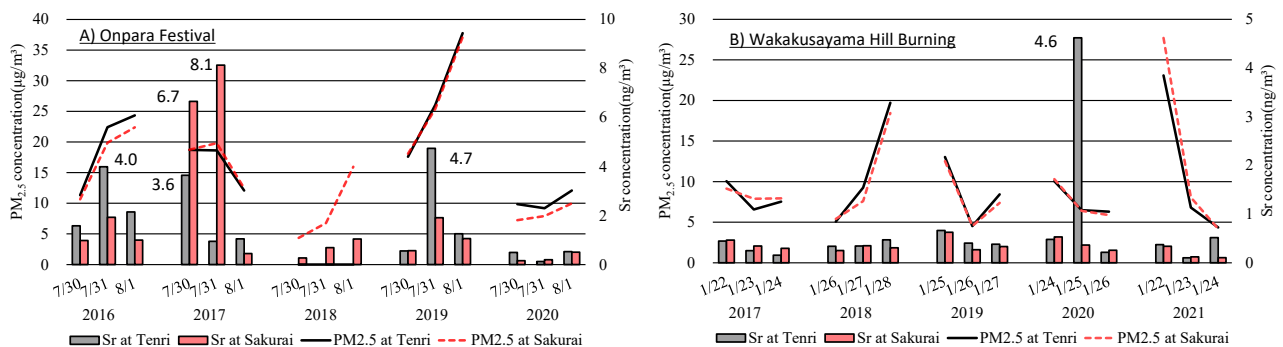 A) Onpara Festival
PM2.5 concentration(μg/m³)
40
35
30
25
20
15
10
5
0
4.0
3.6
6.7
8.1
4.7
10
8
6
4
2
0
Sr concentration(ng/m³)
7/30 7/31 8/1 7/30 7/31 8/1 7/30 7/31 8/1 7/30 7/31 8/1 7/30 7/31 8/1
2016 2017 2018 2019 2020
Sr at Tenri Sr at Sakurai PM2.5 at Tenri PM2.5 at Sakurai
B) Wakakusayama Hill Burning
PM2.5 concentration(μg/m³)
30
25
20
15
10
5
0
4.6
5
4
3
2
1
0
Sr concentration(ng/m³)
1/22 1/23 1/24 1/26 1/27 1/28 1/25 1/26 1/27 1/24 1/25 1/26 1/22 1/23 1/24
2017 2018 2019 2020 2021
Sr at Tenri Sr at Sakurai PM2.5 at Tenri PM2.5 at Sakurai